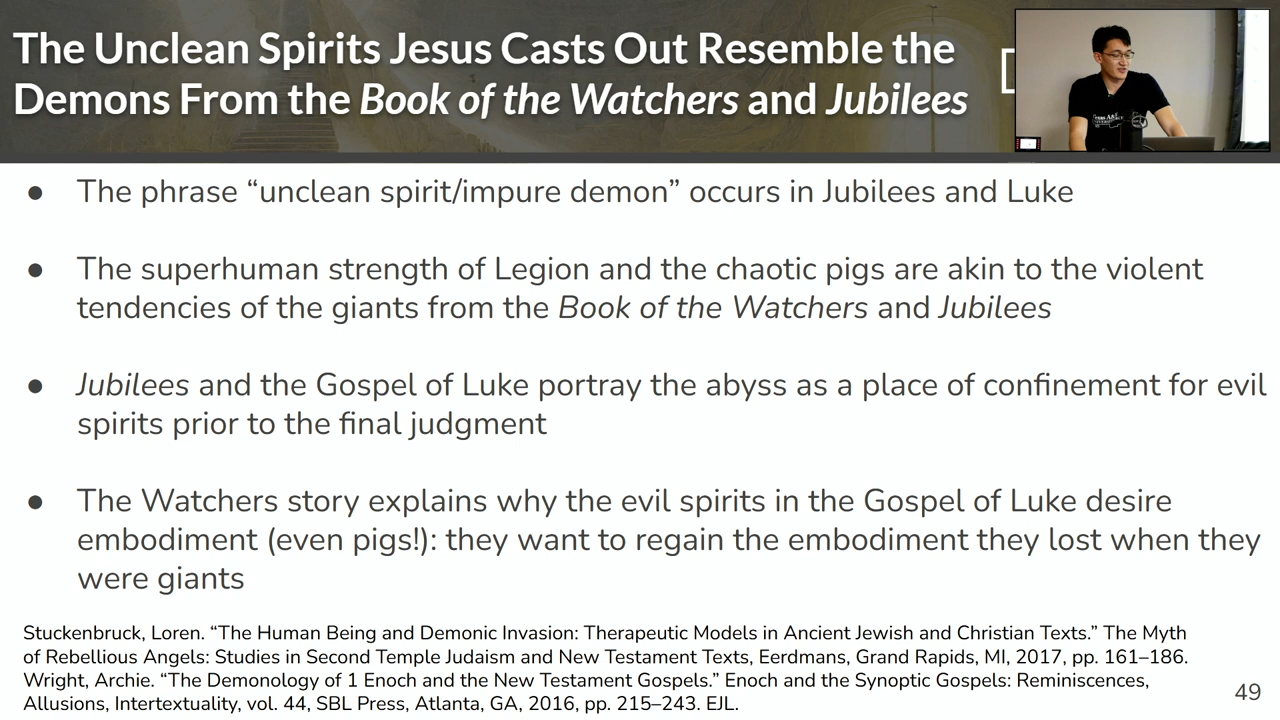 The Unclean Spirits Jesus Casts Out Resemble the
Demons From the Book of the Watchers and Jubilees
● The phrase “unclean spirit/impure demon” occurs in Jubilees and Luke
● The superhuman strength of Legion and the chaotic pigs are akin to the violent
tendencies of the giants from the Book of the Watchers and Jubilees
● Jubilees and the Gospel of Luke portray the abyss as a place of confinement for evil
spirits prior to the final judgment
● The Watchers story explains why the evil spirits in the Gospel of Luke desire
embodiment (even pigs!): they want to regain the embodiment they lost when they
were giants
Stuckenbruck, Loren. “The Human Being and Demonic Invasion: Therapeutic Models in Ancient Jewish and Christian Texts.” The Myth
of Rebellious Angels: Studies in Second Temple Judaism and New Testament Texts, Eerdmans, Grand Rapids, MI, 2017, pp. 161–186.
Wright, Archie. “The Demonology of 1 Enoch and the New Testament Gospels.” Enoch and the Synoptic Gospels: Reminiscences,
Allusions, Intertextuality, vol. 44, SBL Press, Atlanta, GA, 2016, pp. 215–243. EJL.
49